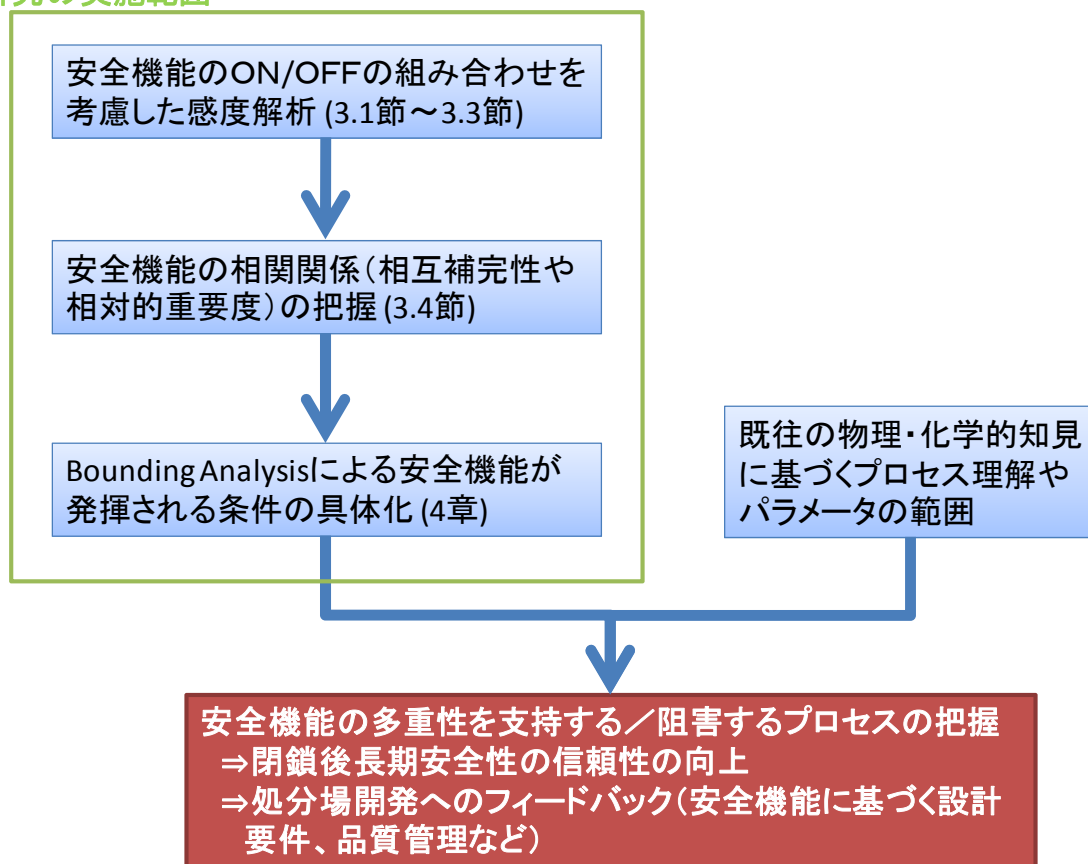 の実施範囲
安全機能のON/OFFの組み合わせを
考慮した感度解析 (3.1節～3.3節)
安全機能の相関関係（相互補完性や
相対的重要度）の把握 (3.4節)
Bounding Analysisによる安全機能が
発揮される条件の具体化 (4章)
既往の物理・化学的知見
に基づくプロセス理解や
パラメータの範囲
安全機能の多重性を支持する／阻害するプロセスの把握
⇒閉鎖後長期安全性の信頼性の向上
⇒処分場開発へのフィードバック（安全機能に基づく設計
要件、品質管理など）